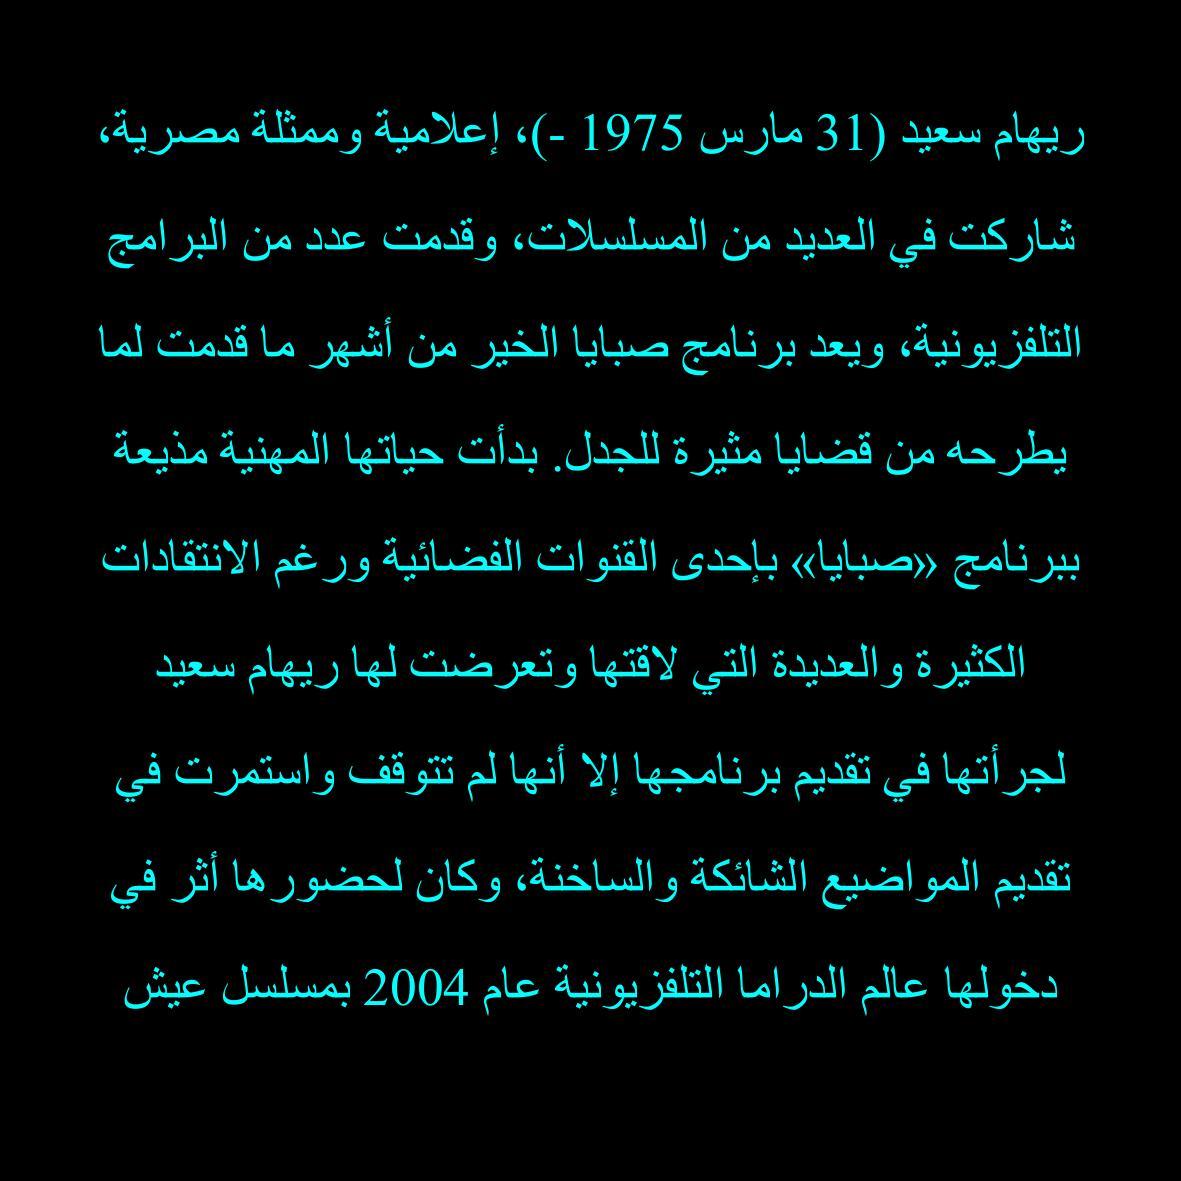 ريهام سعيد (31 مارس 1975 -)، إعلامية وممثلة مصرية،
شاركت في العديد من المسلسلات، وقدمت عدد من البرامج
التلفزيونية، ويعد برنامج صبايا الخير من أشهر ما قدمت لما
يطرحه من قضايا مثيرة للجدل. بدأت حياتها المهنية مذيعة
ببرنامج «صبايا» بإحدى القنوات الفضائية ورغم الانتقادات
الكثيرة والعديدة التي لاقتها وتعرضت لها ريهام سعيد
لجرأتها في تقديم برنامجها إلا أنها لم تتوقف واستمرت في
تقديم المواضيع الشائكة والساخنة، وكان لحضورها أثر في
دخولها عالم الدراما التلفزيونية عام 2004 بمسلسل عيش